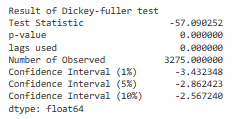 Result of Dickey-fuller test
Test Statistic -57.090252
p-value 0.000000
lags used 0.000000
Number of Observed 3275.000000
Confidence Interval (1%) -3.432348
Confidence Interval (5%) -2.862423
Confidence Interval (10%) -2.567240
dtype: float64